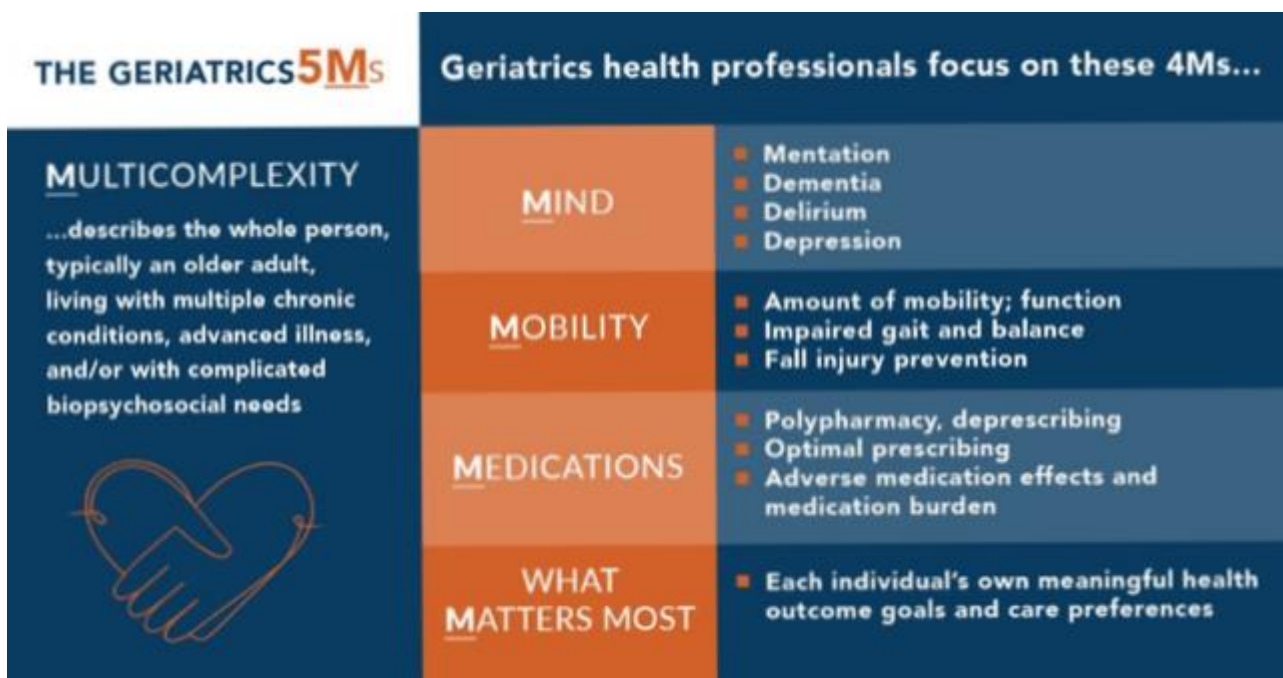 THE GERIATRICS 5Ms
Geriatrics health professionals focus on these 4Ms...
MULTICOMPLEXITY
...describes the whole person,
typically an older adult,
living with multiple chronic
conditions, advanced illness,
and/or with complicated
biopsychosocial needs
MIND
Mentation
Dementia
Delirium
Depression
MOBILITY
Amount of mobility; function
Impaired gait and balance
Fall injury prevention
MEDICATIONS
Polypharmacy, deprescribing
Optimal prescribing
Adverse medication effects and
medication burden
WHAT
MATTERS MOST
Each individual's own meaningful health
outcome goals and care preferences